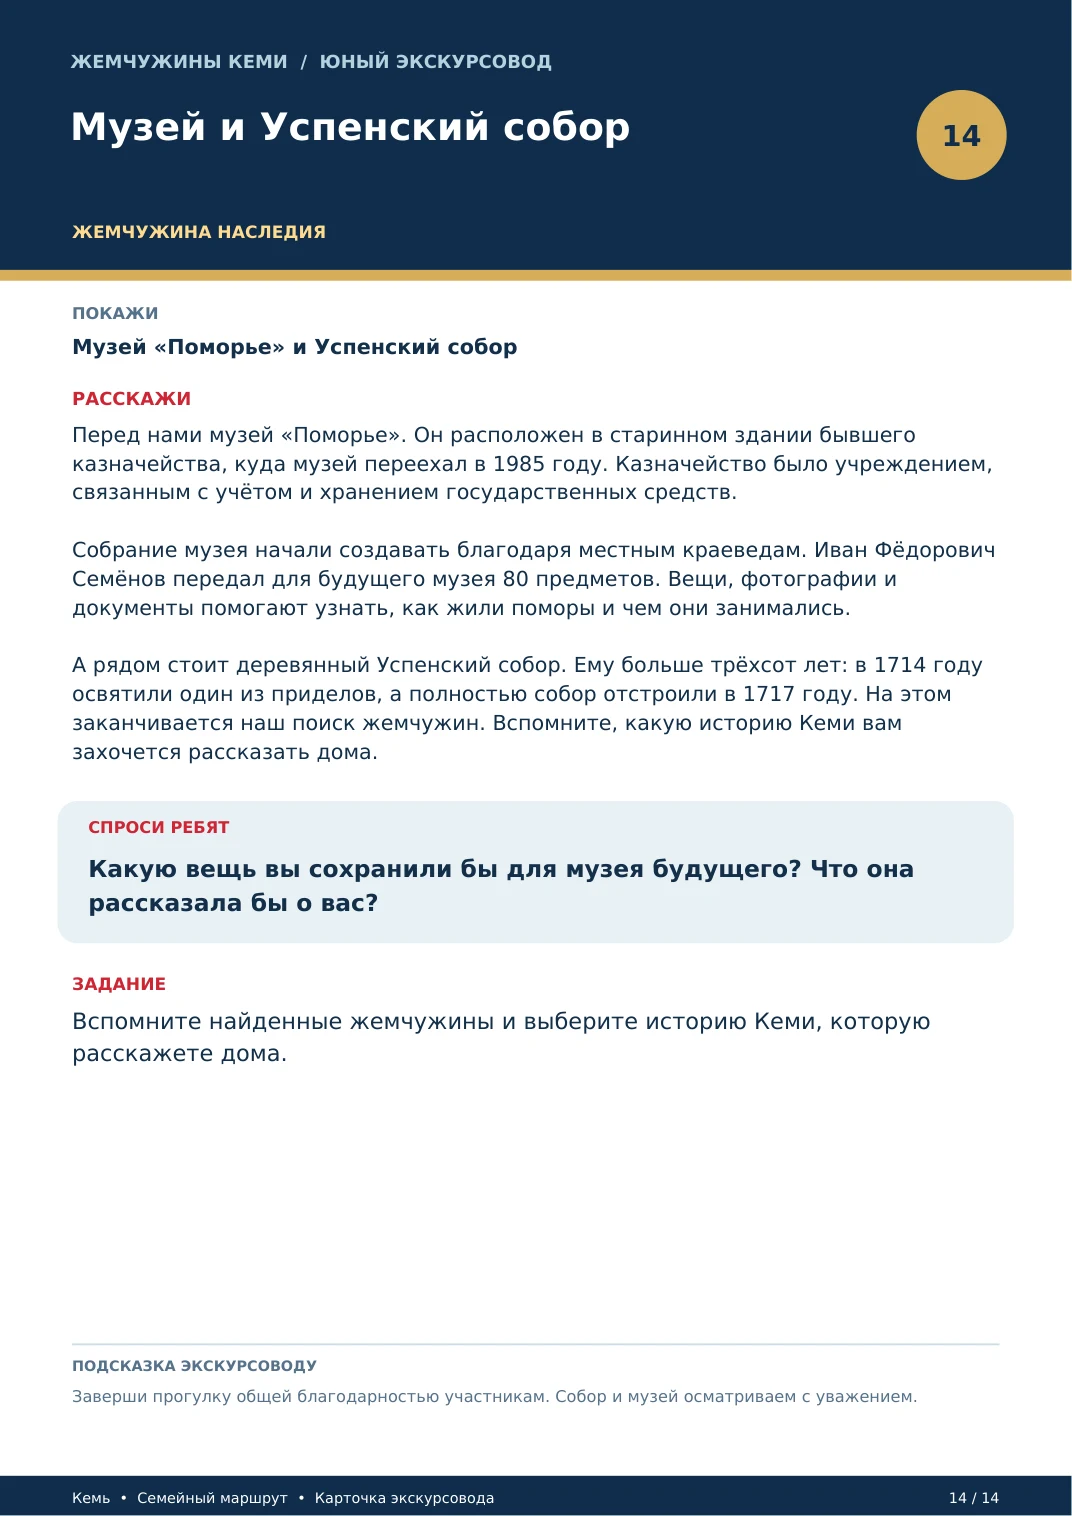 ЖЕМЧУЖИНЫ КЕМИ / ЮНЫЙ ЭКСКУРСОВОД
Музей и Успенский собор
14
ЖЕМЧУЖИНА НАСЛЕДИЯ
ПОКАЖИ
Музей «Поморье» и Успенский собор
РАССКАЖИ
Перед нами музей «Поморье». Он расположен в старинном здании бывшего
казначейства, куда музей переехал в 1985 году. Казначейство было учреждением,
связанным с учётом и хранением государственных средств.
Собрание музея начали создавать благодаря местным краеведам. Иван Фёдорович
Семёнов передал для будущего музея 80 предметов. Вещи, фотографии и
документы помогают узнать, как жили поморы и чем они занимались.
А рядом стоит деревянный Успенский собор. Ему больше трёхсот лет: в 1714 году
освятили один из приделов, а полностью собор отстроили в 1717 году. На этом
заканчивается наш поиск жемчужин. Вспомните, какую историю Кеми вам
захочется рассказать дома.
СПРОСИ РЕБЯТ
Какую вещь вы сохранили бы для музея будущего? Что она
рассказала бы о вас?
ЗАДАНИЕ
Вспомните найденные жемчужины и выберите историю Кеми, которую
расскажете дома.
ПОДСКАЗКА ЭКСКУРСОВОДУ
Заверши прогулку общей благодарностью участникам. Собор и музей осматриваем с уважением.
Кемь • Семейный маршрут • Карточка экскурсовода
14 / 14